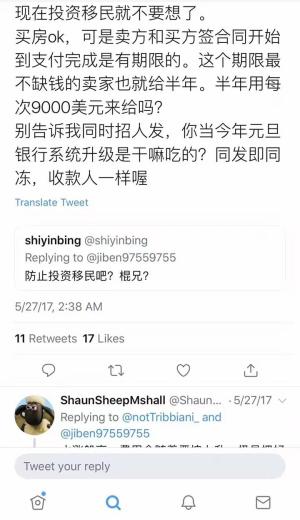 现在投资移民就不要想了。
买房ok，可是卖方和买方签合同开始
到支付完成是有期限的。这个期限最
不缺钱的卖家也就给半年。半年用每
次9000美元来给吗？
别告诉我同时招人发，你当今年元旦
银行系统升级是干嘛吃的？同发即同
冻，收款人一样喔
Translate Tweet
shiyinbing @shiyinbing
Replying to @jiben97559755
防止投资移民吧？棍兄？
5/27/17, 2:38 AM
11 Retweets 17 Likes
ShaunSheepMshall @Shaun... · 5/27/17
Replying to @notTribbiani_ and
@jiben97559755
Tweet your reply